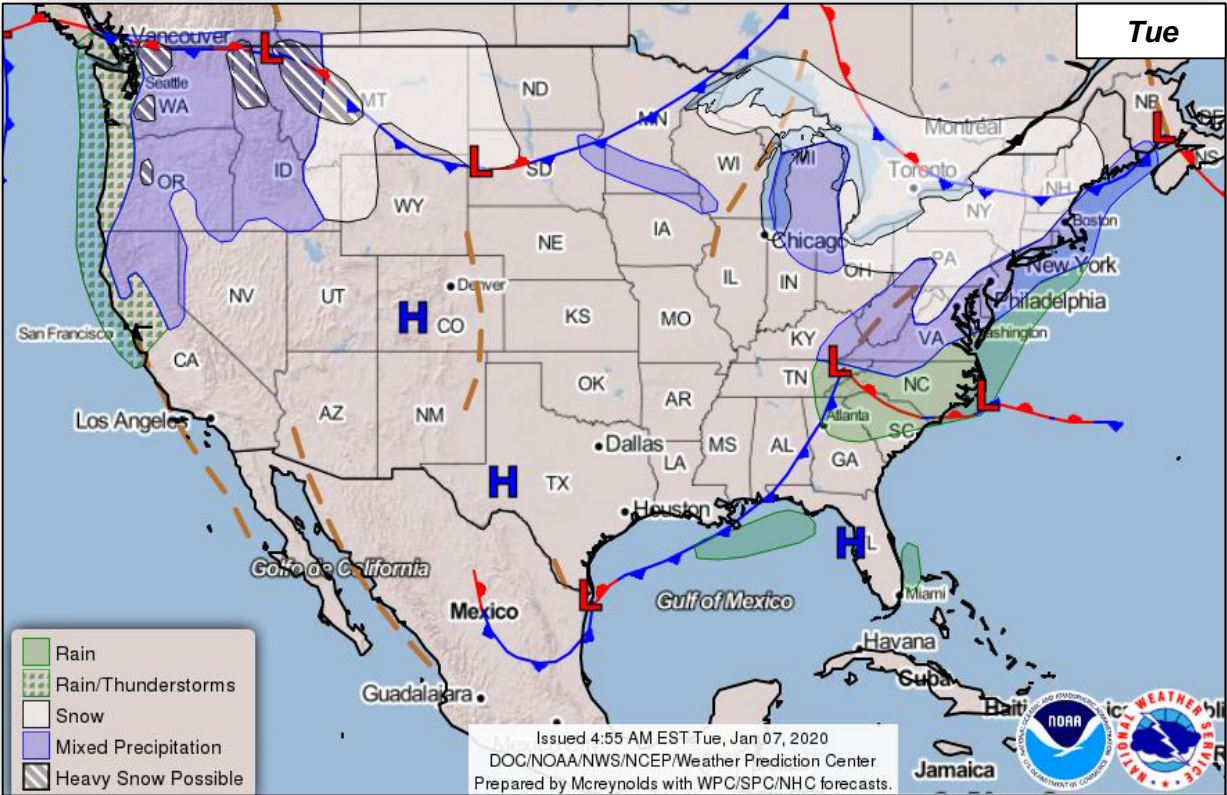 Tue
Vancouver
L
Seattle
WA
MT
ND
MN
NB
Montréal
OR
ID
L
SD
WI
MI
Toronto
L
NS
WY
NH
IA
NY
Boston
NE
Chicago
PA
New York
NV
UT
Denver
IL
IN
OH
Philadelphia
H
CO
KS
MO
KY
VA
San Francisco
CA
L
TN
NC
L
AZ
NM
OK
AR
Atlanta
SC
Los Angeles
Dallas
MS
AL
GA
LA
H
TX
Houston
H
Golfo de California
L
Gulf of Mexico
Miami
Mexico
Havana
Cuba
Guadalajara
Haiti
Jamaica
Rain
Rain/Thunderstorms
Snow
Mixed Precipitation
Heavy Snow Possible
Issued 4:55 AM EST Tue, Jan 07, 2020
DOC/NOAA/NWS/NCEP/Weather Prediction Center
Prepared by Mcreynolds with WPC/SPC/NHC forecasts.
NOAA
NATIONAL WEATHER SERVICE